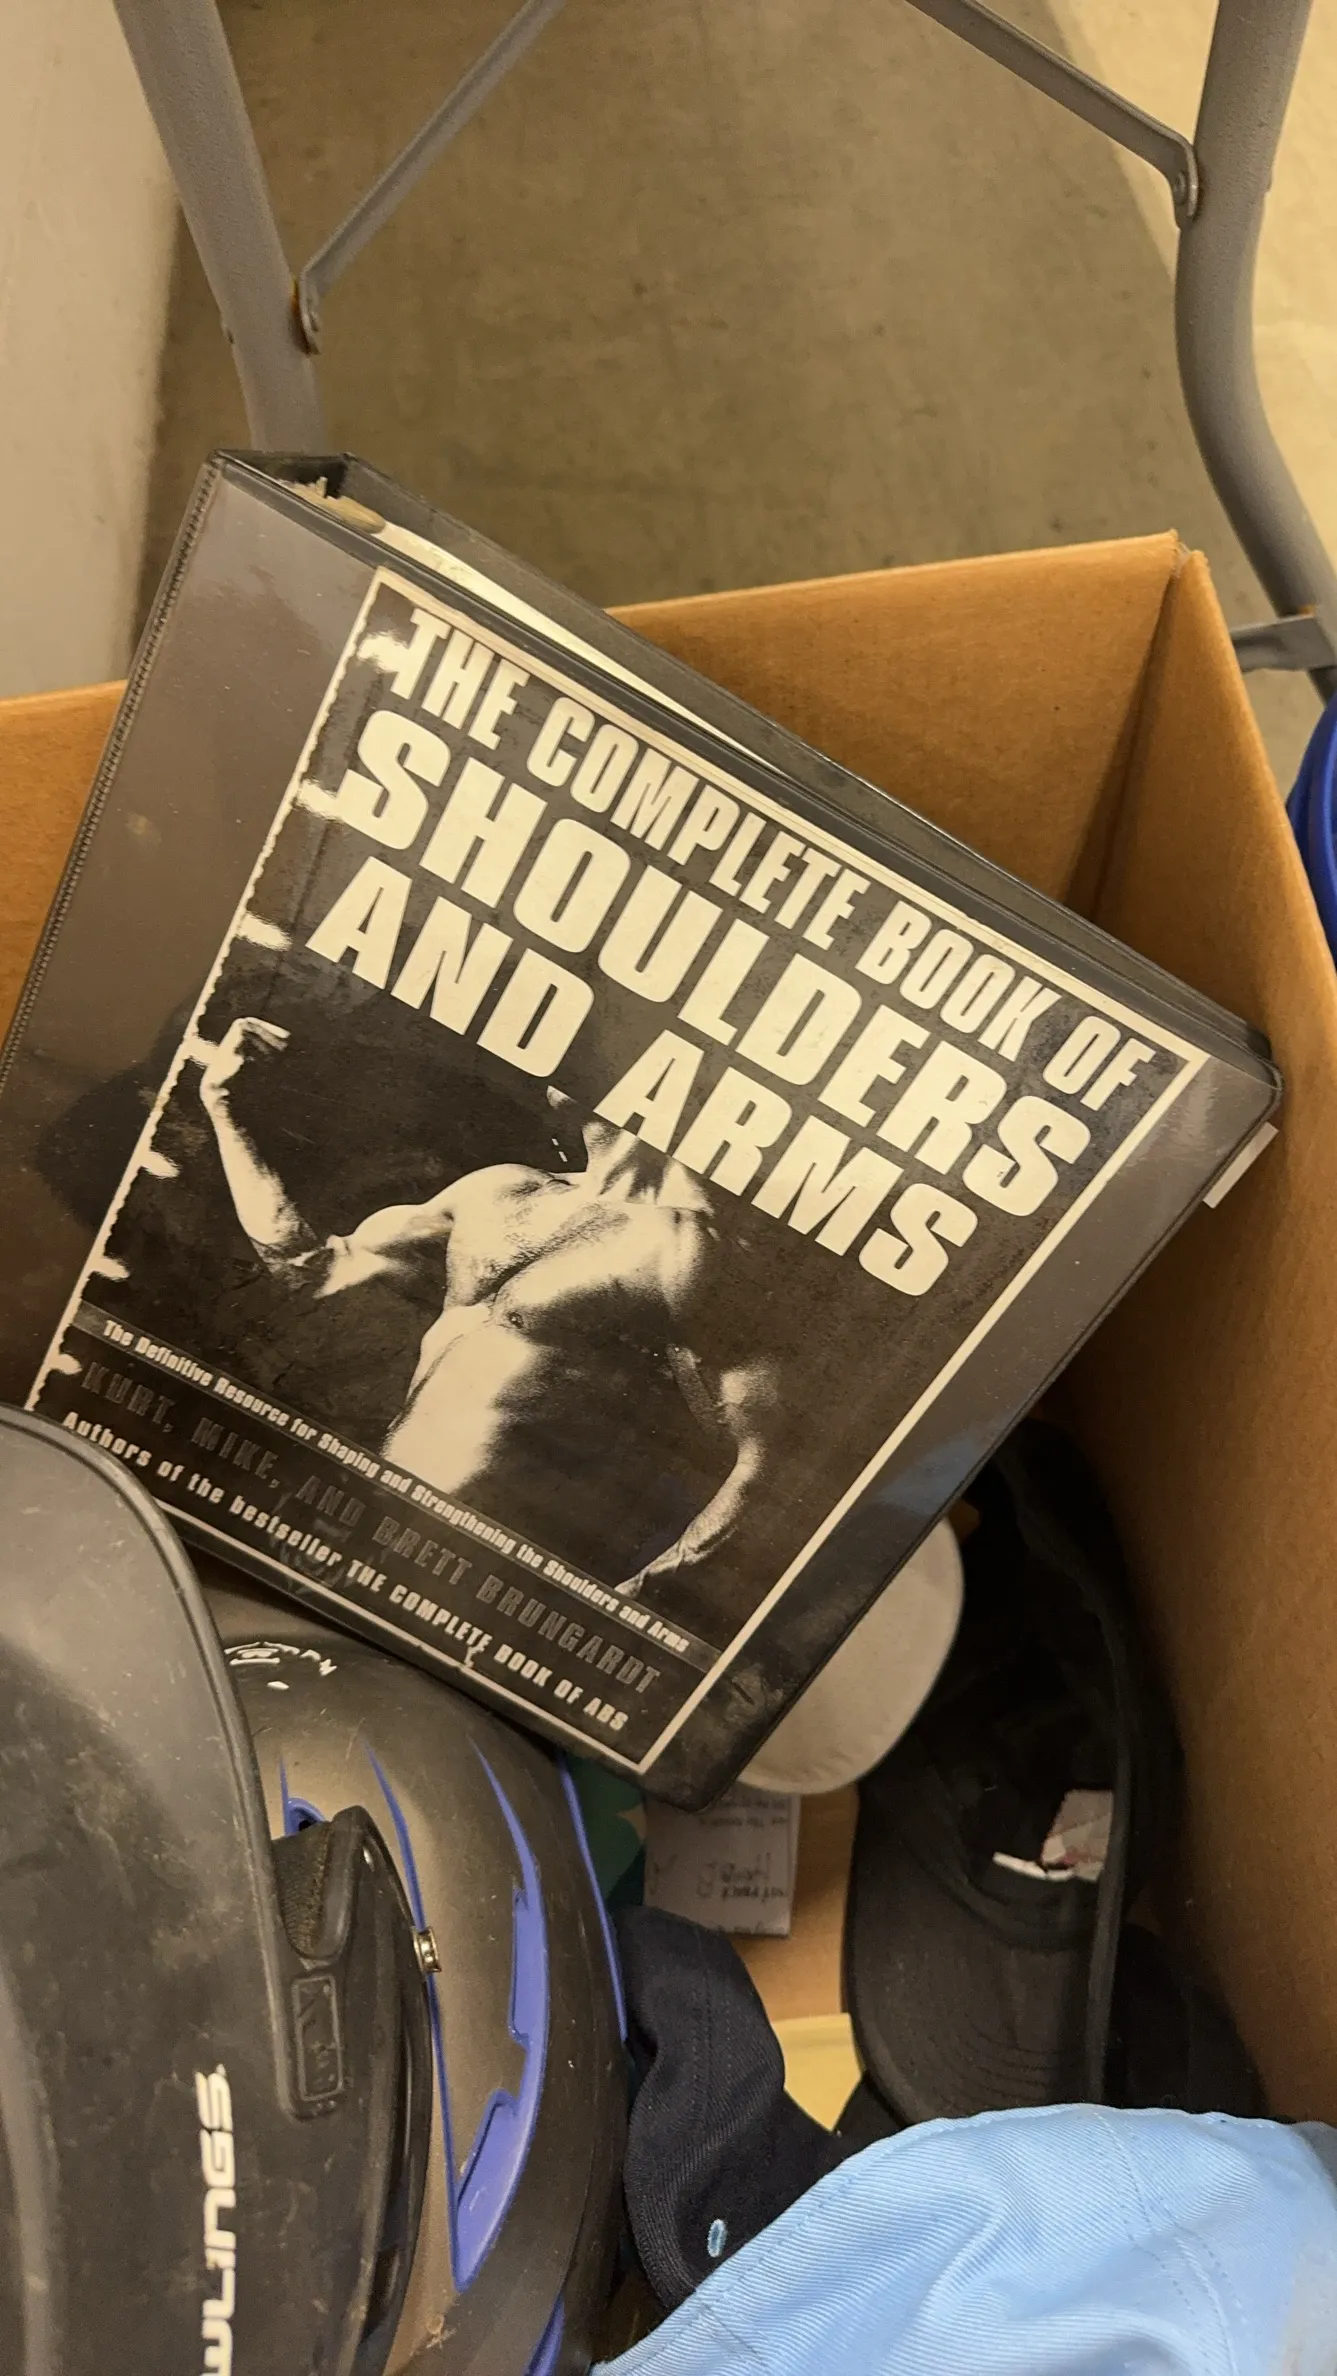 THE COMPLETE BOOK OF
SHOULDERS
AND ARMS
The Definitive Resource for Shaping and Strengthening the Shoulders and Arms
KURT, MIKE, AND BRETT BRUNGARDT
Authors of the bestseller THE COMPLETE BOOK OF ABS
WLINGS